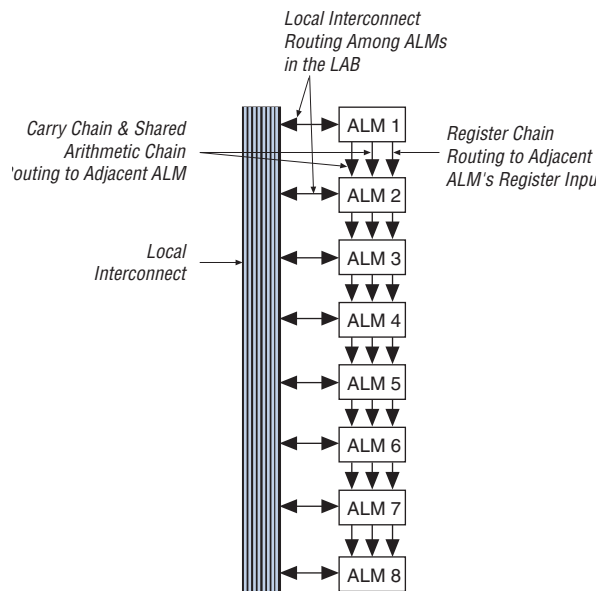 Local Interconnect
Routing Among ALMs
in the LAB
Carry Chain & Shared
Arithmetic Chain
outing to Adjacent ALM
Register Chain
Routing to Adjacent
ALM's Register Inpu
Local
Interconnect
ALM 1
ALM 2
ALM 3
ALM 4
ALM 5
ALM 6
ALM 7
ALM 8